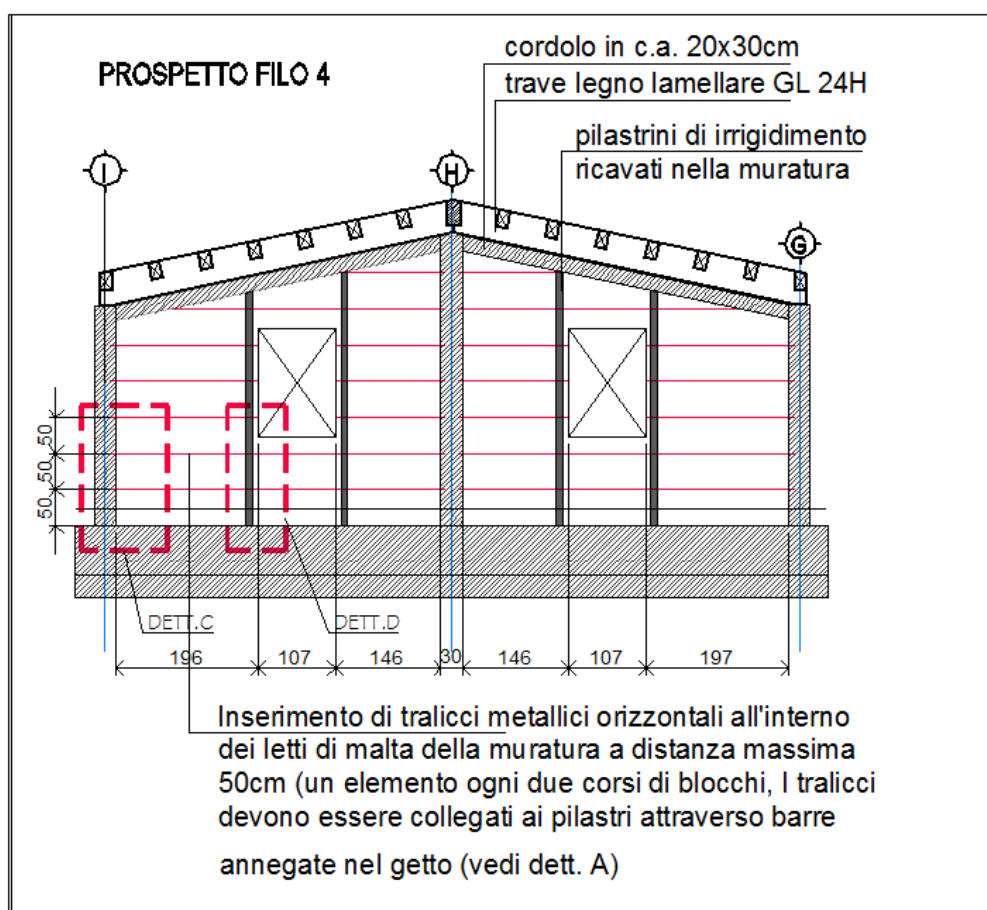 cordolo in c.a. 20x30cm
PROSPETTO FILO 4
trave legno lamellare GL 24H
pilastrini di irrigidimento
ricavati nella muratura
I
H
G
50
50
50
DETT.C
DETT.D
196
107
146
30
146
107
197
Inserimento di tralicci metallici orizzontali all'interno
dei letti di malta della muratura a distanza massima
50cm (un elemento ogni due corsi di blocchi, I tralicci
devono essere collegati ai pilastri attraverso barre
annegate nel getto (vedi dett. A)